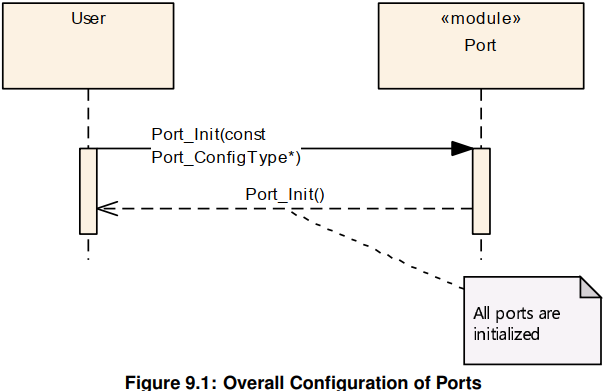 User
«module»
Port
Port_Init(const
Port_ConfigType*)
Port_Init()
All ports are
initialized
Figure 9.1: Overall Configuration of Ports